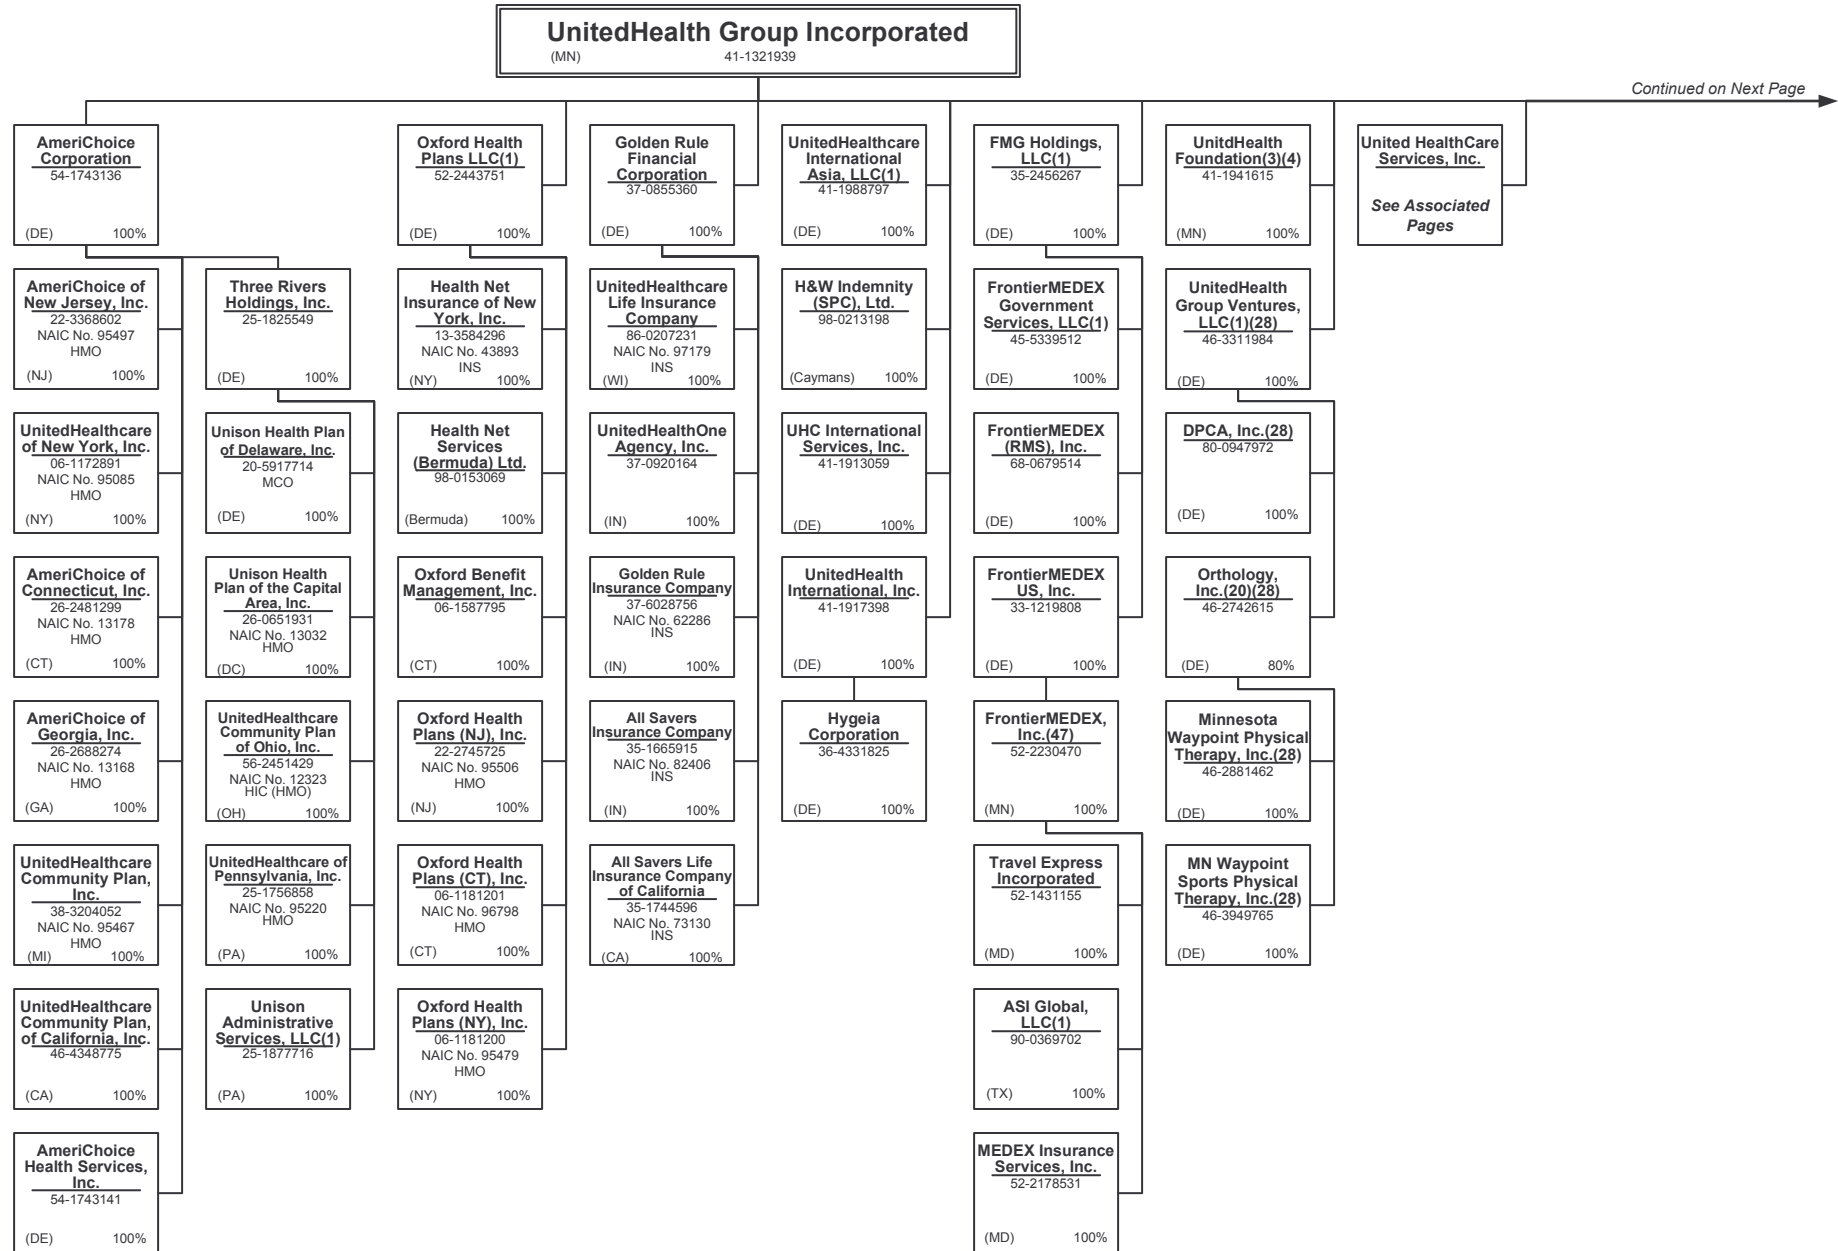 UnitedHealth Group Incorporated
(MN) 41-1321939
Continued on Next Page
AmeriChoice
Corporation
54-1743136
(DE) 100%
Oxford Health
Plans LLC(1)
52-2443751
(DE) 100%
Golden Rule
Financial
Corporation
37-0855360
(DE) 100%
UnitedHealthcare
International
Asia, LLC(1)
41-1988797
(DE) 100%
FMG Holdings,
LLC(1)
35-2456267
(DE) 100%
UnitdHealth
Foundation(3)(4)
41-1941615
(MN) 100%
United HealthCare
Services, Inc.
See Associated
Pages
AmeriChoice of
New Jersey, Inc.
22-3368602
NAIC No. 95497
HMO
(NJ) 100%
Three Rivers
Holdings, Inc.
25-1825549
(DE) 100%
Health Net
Insurance of New
York, Inc.
13-3584296
NAIC No. 43893
INS
(NY) 100%
UnitedHealthcare
Life Insurance
Company
86-0207231
NAIC No. 97179
INS
(WI) 100%
H&W Indemnity
(SPC), Ltd.
98-0213198
(Caymans) 100%
FrontierMEDEX
Government
Services, LLC(1)
45-5339512
(DE) 100%
UnitedHealth
Group Ventures,
LLC(1)(28)
46-3311984
(DE) 100%
UnitedHealthcare
of New York, Inc.
06-1172891
NAIC No. 95085
HMO
(NY) 100%
Unison Health Plan
of Delaware, Inc.
20-5917714
MCO
(DE) 100%
Health Net
Services
(Bermuda) Ltd.
98-0153069
(Bermuda) 100%
UnitedHealthOne
Agency, Inc.
37-0920164
(IN) 100%
UHC International
Services, Inc.
41-1913059
(DE) 100%
FrontierMEDEX
(RMS), Inc.
68-0679514
(DE) 100%
DPCA, Inc.(28)
80-0947972
(DE) 100%
AmeriChoice of
Connecticut, Inc.
26-2481299
NAIC No. 13178
HMO
(CT) 100%
Unison Health
Plan of the Capital
Area, Inc.
26-0651931
NAIC No. 13032
HMO
(DC) 100%
Oxford Benefit
Management, Inc.
06-1587795
(CT) 100%
Golden Rule
Insurance Company
37-6028756
NAIC No. 62286
INS
(IN) 100%
UnitedHealth
International, Inc.
41-1917398
(DE) 100%
FrontierMEDEX
US, Inc.
33-1219808
(DE) 100%
Orthology,
Inc.(20)(28)
46-2742615
(DE) 80%
AmeriChoice of
Georgia, Inc.
26-2688274
NAIC No. 13168
HMO
(GA) 100%
UnitedHealthcare
Community Plan
of Ohio, Inc.
56-2451429
NAIC No. 12323
HIC (HMO)
(OH) 100%
Oxford Health
Plans (NJ), Inc.
22-2745725
NAIC No. 95506
HMO
(NJ) 100%
All Savers
Insurance Company
35-1665915
NAIC No. 82406
INS
(IN) 100%
Hygeia
Corporation
36-4331825
(DE) 100%
FrontierMEDEX,
Inc.(47)
52-2230470
(MN) 100%
Minnesota
Waypoint Physical
Therapy, Inc.(28)
46-2881462
(DE) 100%
UnitedHealthcare
Community Plan,
Inc.
38-3204052
NAIC No. 95467
HMO
(MI) 100%
UnitedHealthcare of
Pennsylvania, Inc.
25-1756858
NAIC No. 95220
HMO
(PA) 100%
Oxford Health
Plans (CT), Inc.
06-1181201
NAIC No. 96798
HMO
(CT) 100%
All Savers Life
Insurance Company
of California
35-1744596
NAIC No. 73130
INS
(CA) 100%
Travel Express
Incorporated
52-1431155
(MD) 100%
MN Waypoint
Sports Physical
Therapy, Inc.(28)
46-3949765
(DE) 100%
UnitedHealthcare
Community Plan,
of California, Inc.
46-4348775
(CA) 100%
Unison
Administrative
Services, LLC(1)
25-1877716
(PA) 100%
Oxford Health
Plans (NY), Inc.
06-1181200
NAIC No. 95479
HMO
(NY) 100%
ASI Global,
LLC(1)
90-0369702
(TX) 100%
AmeriChoice
Health Services,
Inc.
54-1743141
(DE) 100%
MEDEX Insurance
Services, Inc.
52-2178531
(MD) 100%